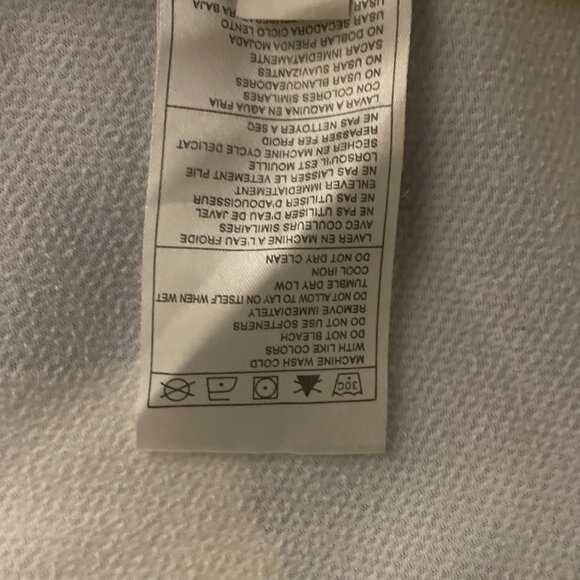 30C
MACHINE WASH COLD
WITH LIKE COLORS
DO NOT BLEACH
DO NOT USE SOFTENERS
REMOVE IMMEDIATELY
DO NOT ALLOW TO LAY ON ITSELF WHEN WET
TUMBLE DRY LOW
COOL IRON
DO NOT DRY CLEAN
LAVER EN MACHINE A L'EAU FROIDE
AVEC COULEURS SIMILAIRES
NE PAS UTILISER D'EAU DE JAVEL
NE PAS UTILISER D'ADOUCISSEUR
ENLEVER IMMEDIATEMENT
NE PAS LAISSER LE VETEMENT PLIE
LORSQU'IL EST MOUILLE
SECHER EN MACHINE CYCLE DELICAT
REPASSER FER FROID
NE PAS NETTOYER A SEC
LAVAR A MAQUINA EN AGUA FRIA
CON COLORES SIMILARES
NO USAR BLANQUEADORES
NO USAR SUAVIZANTES
SACAR INMEDIATAMENTE
NO DOBLAR PRENDA MOJADA
USAR SECADORA CICLO LENTO
BAJA